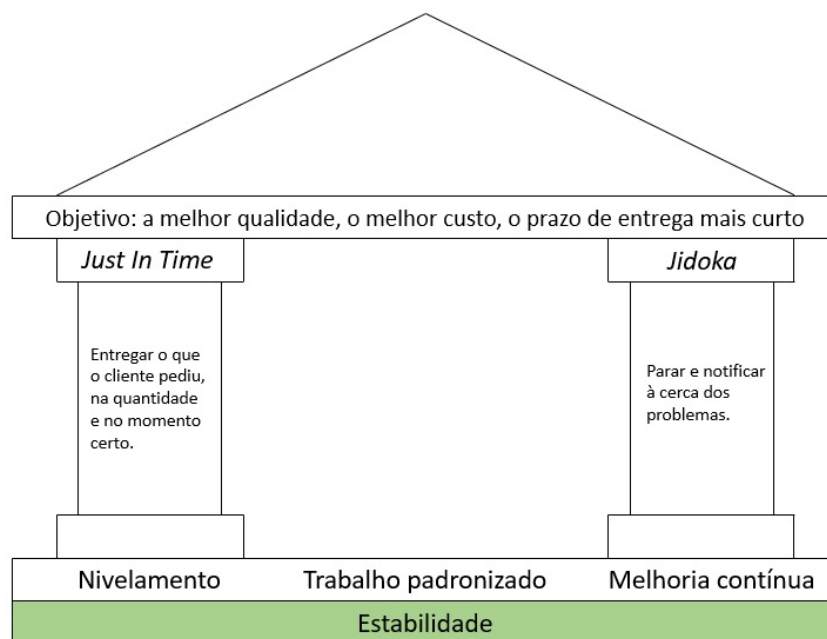 Objetivo: a melhor qualidade, o melhor custo, o prazo de entrega mais curto
Just In Time
Jidoka
Entregar o que
o cliente pediu,
na quantidade
e no momento
certo.
Parar e notificar
à cerca dos
problemas.
Nivelamento
Trabalho padronizado
Melhoria contínua
Estabilidade